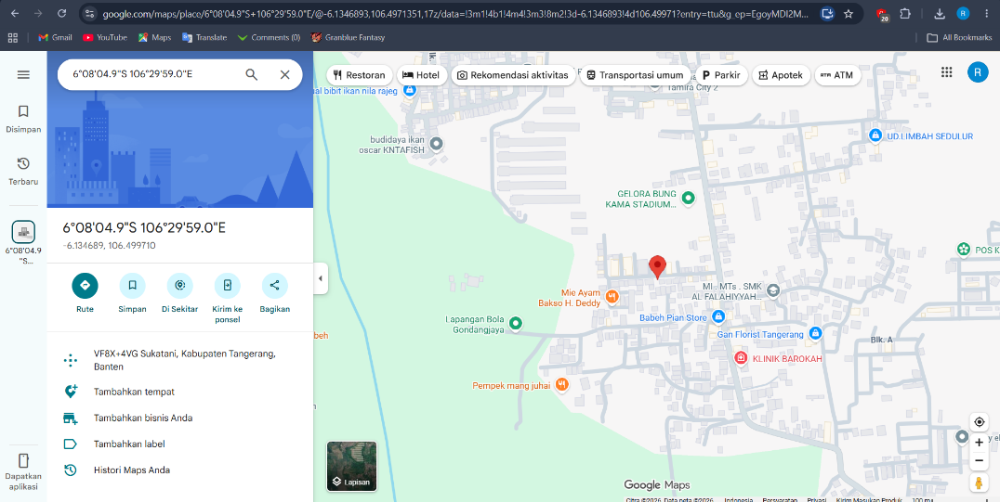 google.com/maps/place/6°08'04.9"S+106°29'59.0"E/@-6.1346893,106.4971351,17z/data=!3m1!4b1!4m4!3m3!8m2!3d-6.1346893!4d106.49971?entry=ttu&g_ep=EgoyMDI2M...
20
R
Gmail
YouTube
Maps
Translate
Comments (0)
Granblue Fantasy
All Bookmarks
6°08'04.9"S 106°29'59.0"E
Restoran
Hotel
Rekomendasi aktivitas
Transportasi umum
Parkir
Apotek
ATM
R
Disimpan
Terbaru
6°08'04.9
"S...
Dapatkan
aplikasi
6°08'04.9"S 106°29'59.0"E
-6.134689, 106.499710
Rute
Simpan
Di Sekitar
Kirim ke
ponsel
Bagikan
VF8X+4VG Sukatani, Kabupaten Tangerang,
Banten
Tambahkan tempat
Tambahkan bisnis Anda
Tambahkan label
Histori Maps Anda
ual bibit ikan nila rajeg
Tamira City 2
budidaya ikan
oscar KNTAFISH
UD LIMBAH SEDULUR
GELORA BUNG
KAMA STADIUM...
POS K
Mie Ayam
Bakso H. Deddy
MI . MTs . SMK
AL FALAHIYYAH...
Lapangan Bola
Gondangjaya
Babeh Pian Store
Gan Florist Tangerang
beh
Blk. A
KLINIK BAROKAH
Pempek mang juhai
Lapisan
Google Maps
Citra ©2026, Data peta ©2026
Indonesia
Persyaratan
Privasi
Kirim Masukan Produk
100 m